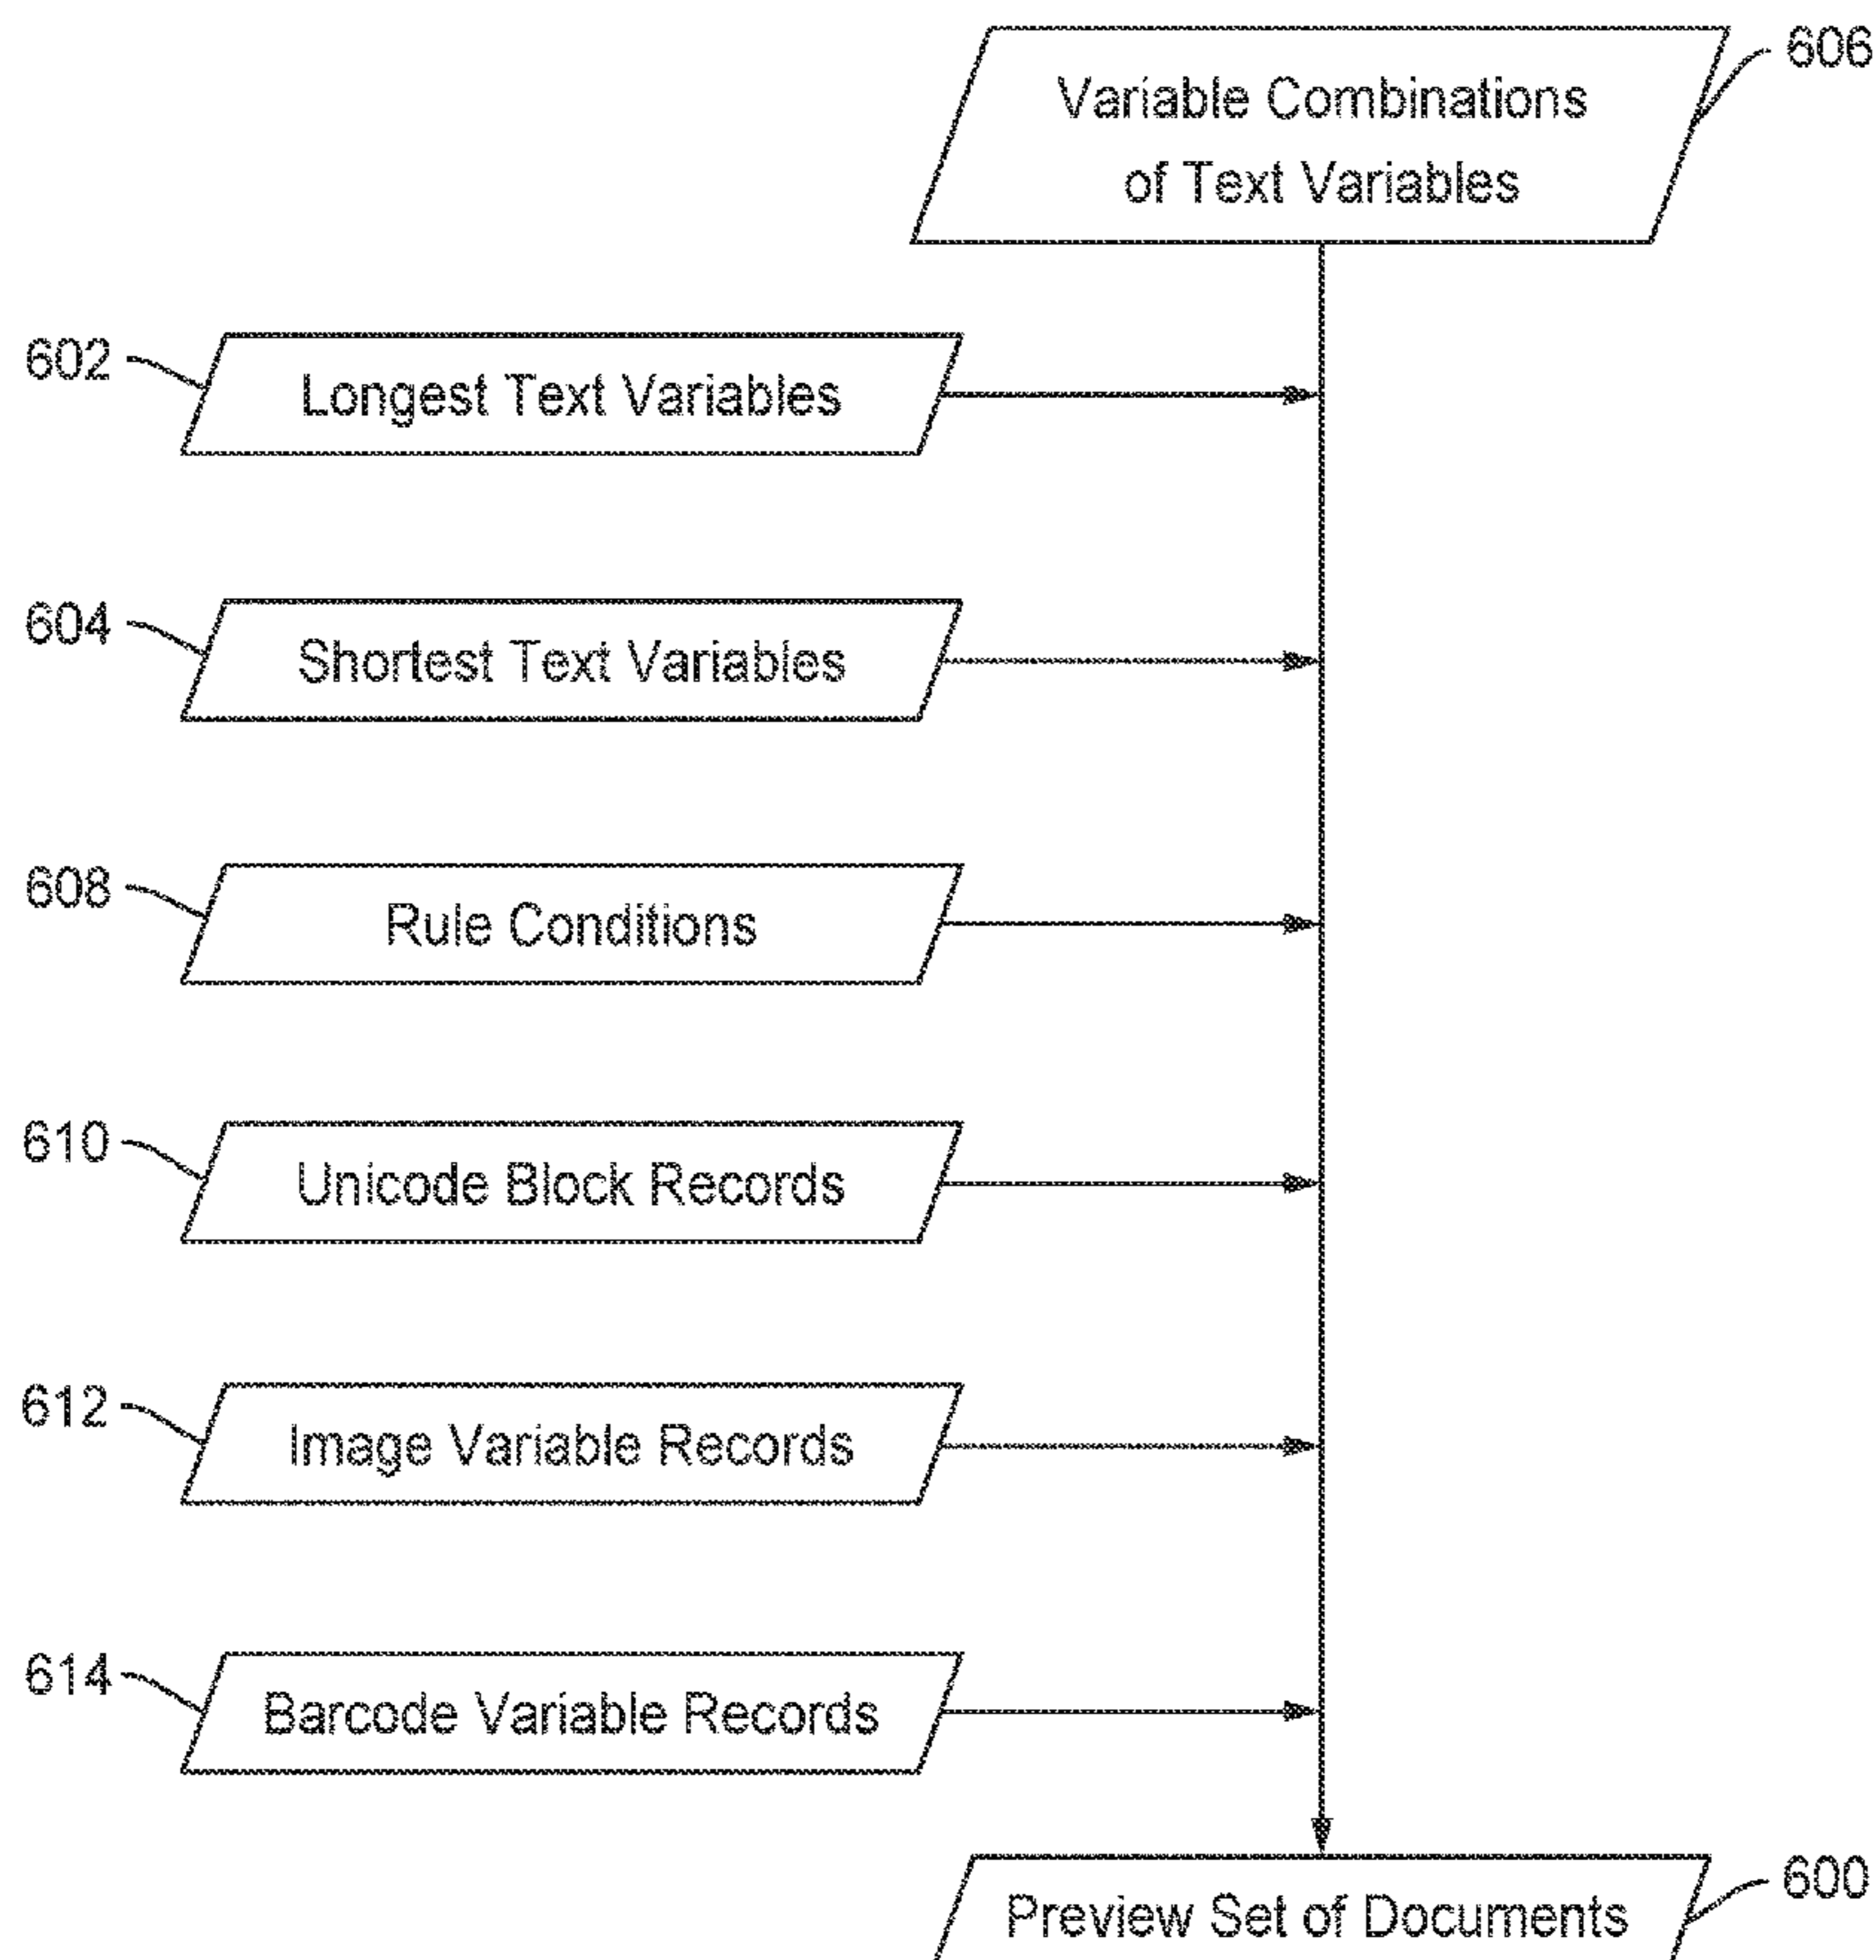 606
Variable Combinations
of Text Variables
602
Longest Text Variables
604
Shortest Text Variables
608
Rule Conditions
610
Unicode Block Records
612
Image Variable Records
614
Barcode Variable Records
600
Preview Set of Documents